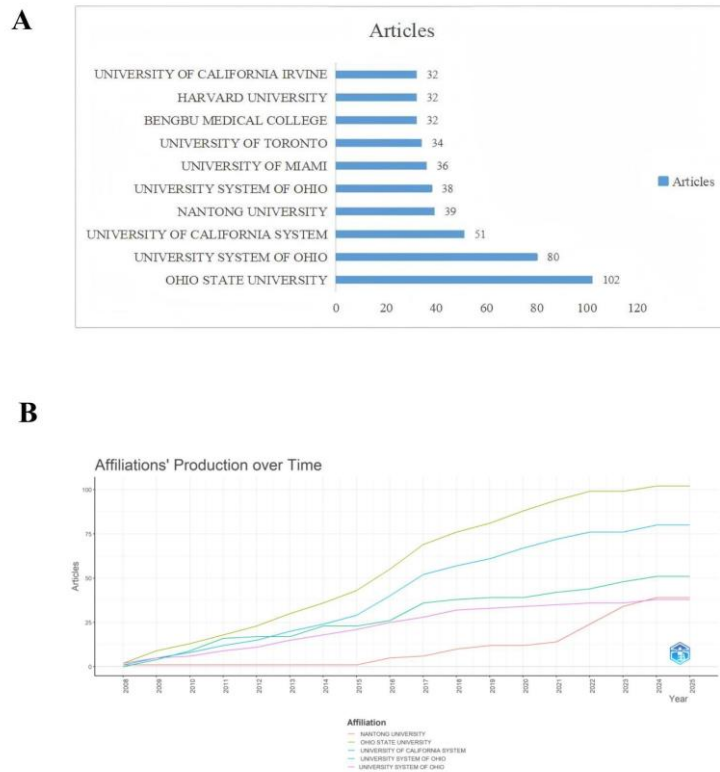 A
Articles
UNIVERSITY OF CALIFORNIA IRVINE 32
HARVARD UNIVERSITY 32
BENGBU MEDICAL COLLEGE 32
UNIVERSITY OF TORONTO 34
UNIVERSITY OF MIAMI 36
UNIVERSITY SYSTEM OF OHIO 38
NANTONG UNIVERSITY 39
UNIVERSITY OF CALIFORNIA SYSTEM 51
UNIVERSITY SYSTEM OF OHIO 80
OHIO STATE UNIVERSITY 102
0 20 40 60 80 100 120
Articles
B
Affiliations' Production over Time
Articles
100
75
50
25
0
2008 2009 2010 2011 2012 2013 2014 2015 2016 2017 2018 2019 2020 2021 2022 2023 2024 2025
Year
Affiliation
NANTONG UNIVERSITY
OHIO STATE UNIVERSITY
UNIVERSITY OF CALIFORNIA SYSTEM
UNIVERSITY SYSTEM OF OHIO
UNIVERSITY SYSTEM OF OHIO